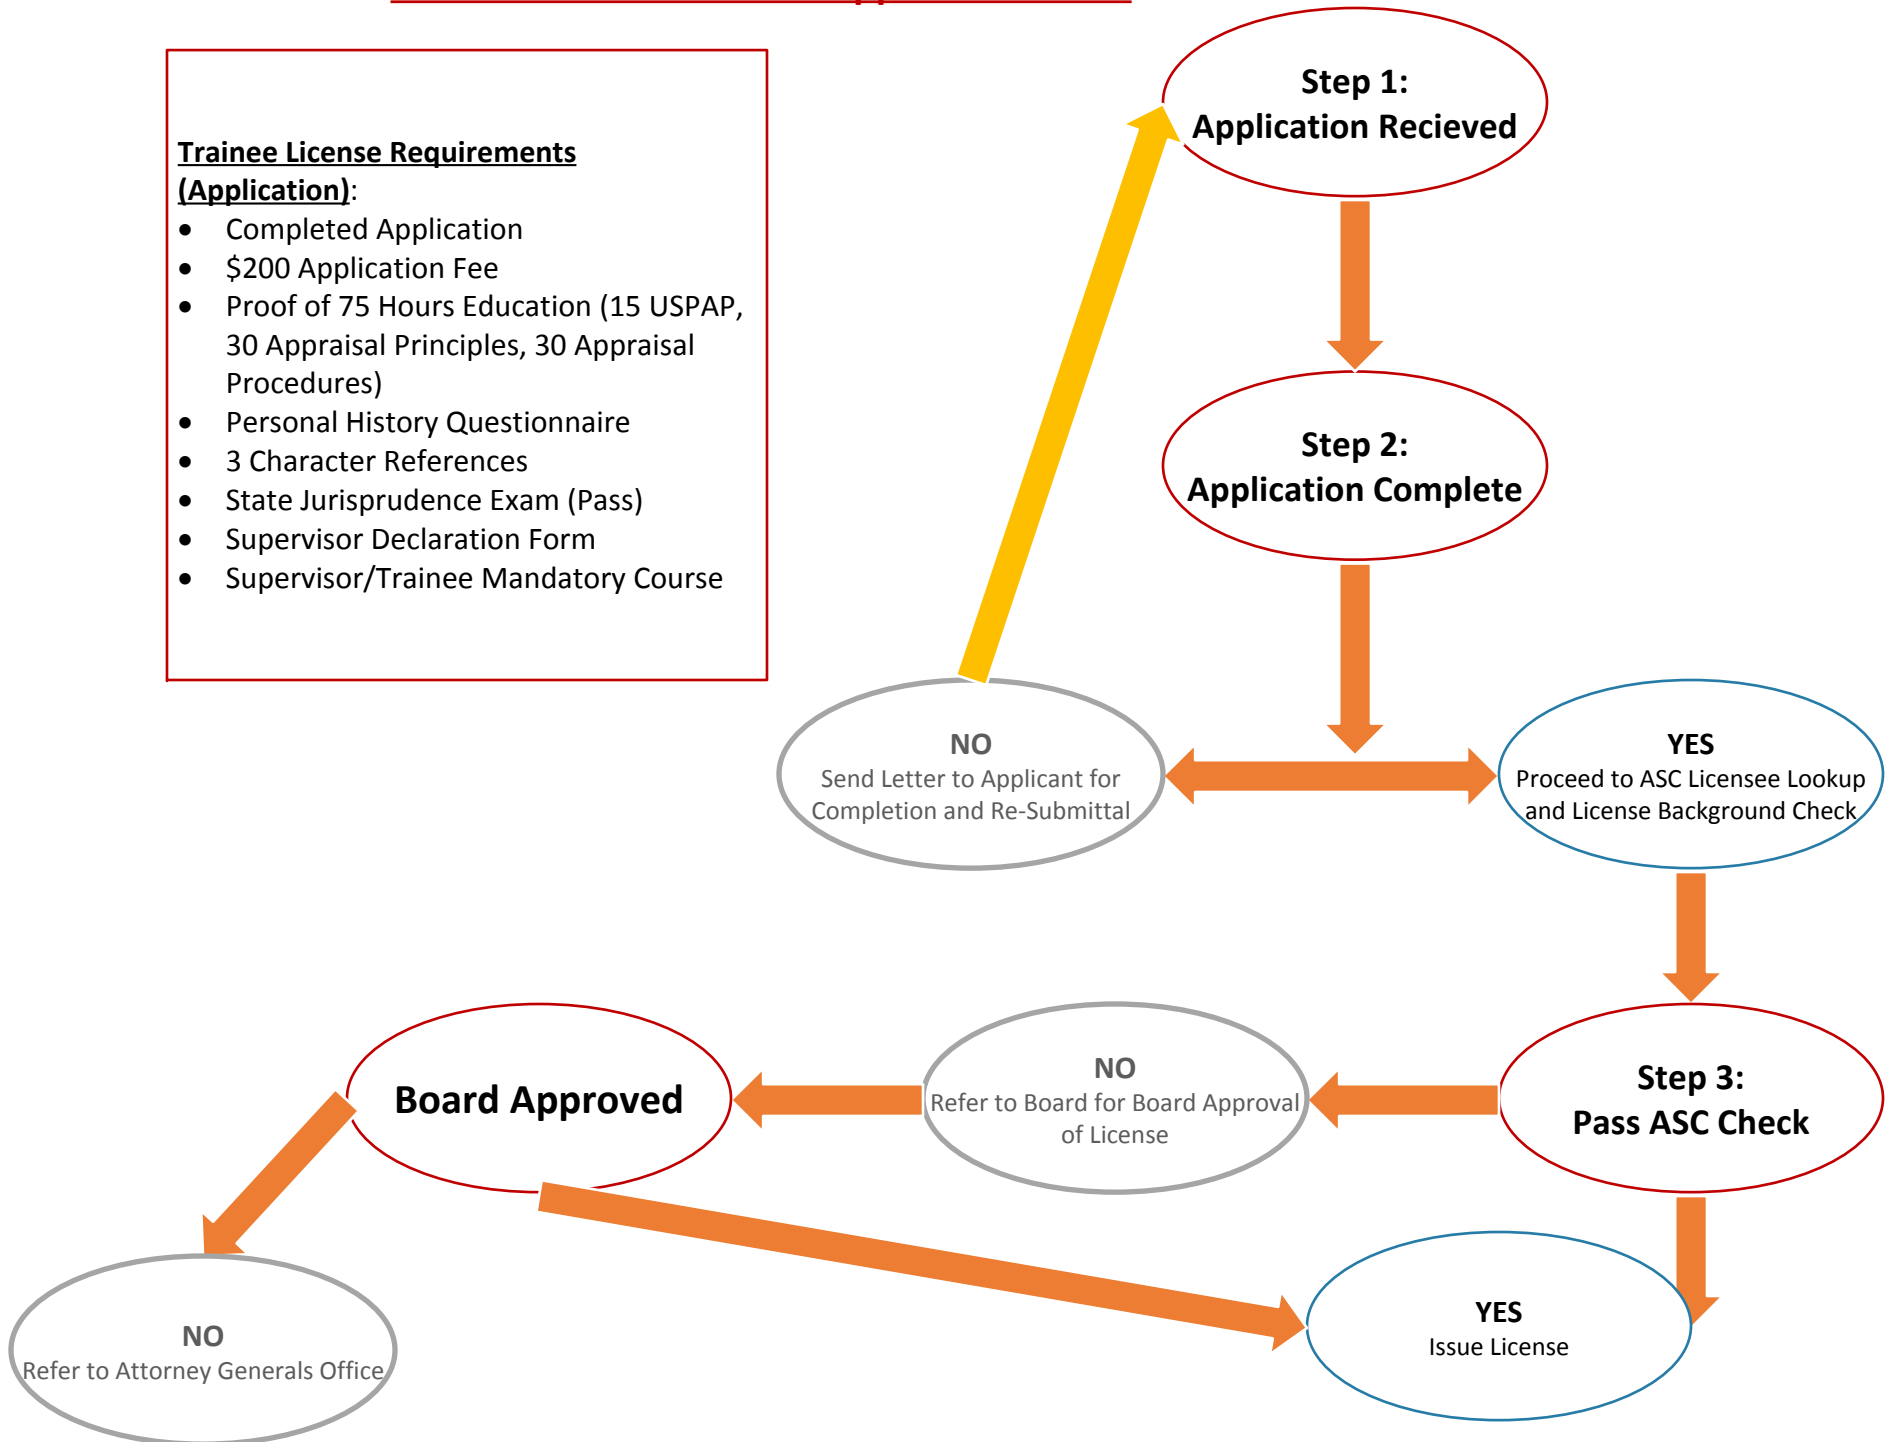 Trainee License Requirements
(Application):
• Completed Application
• $200 Application Fee
• Proof of 75 Hours Education (15 USPAP,
30 Appraisal Principles, 30 Appraisal
Procedures)
• Personal History Questionnaire
• 3 Character References
• State Jurisprudence Exam (Pass)
• Supervisor Declaration Form
• Supervisor/Trainee Mandatory Course
Step 1:
Application Recieved
Step 2:
Application Complete
NO
Send Letter to Applicant for
Completion and Re-Submittal
YES
Proceed to ASC Licensee Lookup
and License Background Check
Step 3:
Pass ASC Check
NO
Refer to Board for Board Approval
of License
Board Approved
NO
Refer to Attorney Generals Office
YES
Issue License